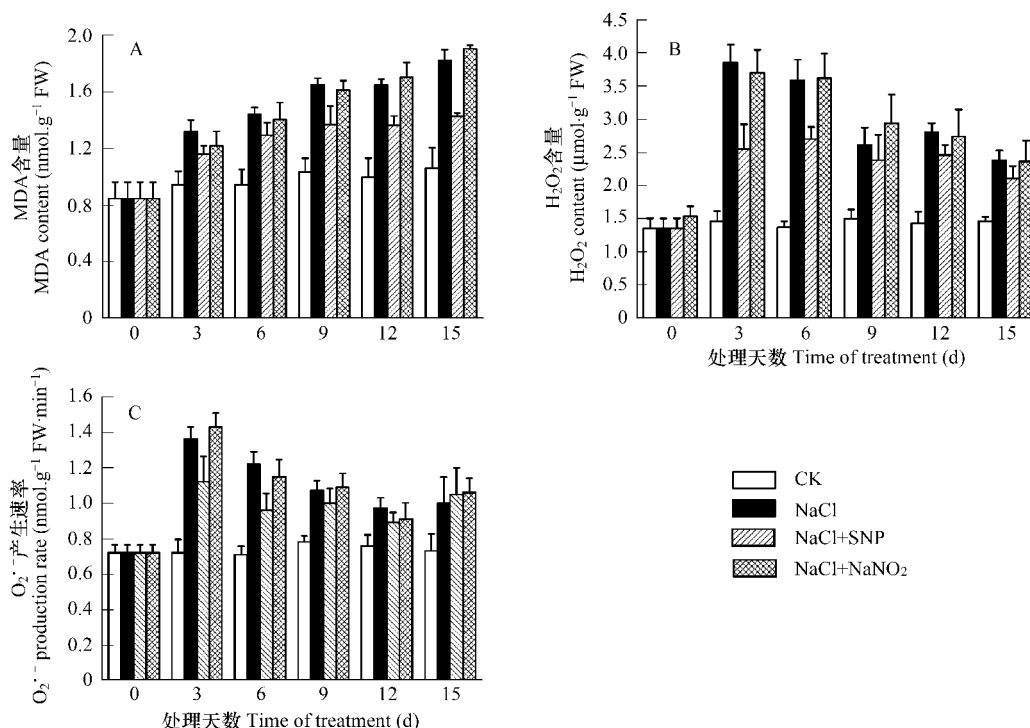 A
MDA含量
MDA content (nmol.g⁻¹ FW)
2.0
1.6
1.2
0.8
0.4
0
0 3 6 9 12 15
B
H₂O₂含量
H₂O₂ content (μmol·g⁻¹ FW)
4.5
4.0
3.5
3.0
2.5
2.0
1.5
1.0
0.5
0
0 3 6 9 12 15
处理天数 Time of treatment (d)
C
O₂·⁻产生速率
O₂·⁻ production rate (nmol.g⁻¹ FW·min⁻¹)
1.6
1.4
1.2
1.0
0.8
0.6
0.4
0.2
0
0 3 6 9 12 15
处理天数 Time of treatment (d)
CK
NaCl
NaCl+SNP
NaCl+NaNO₂